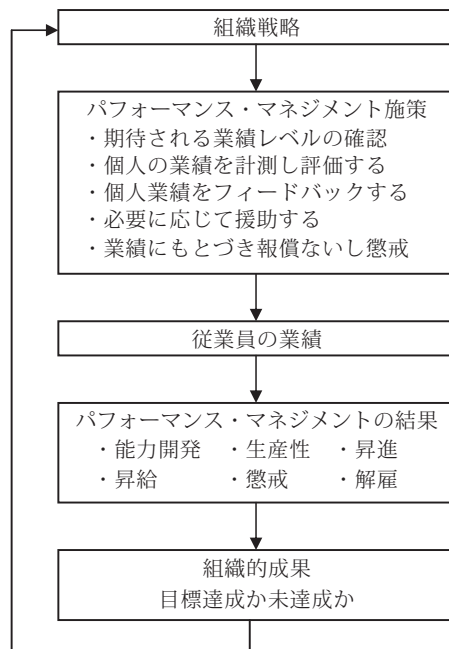 組織戦略
パフォーマンス・マネジメント施策
・期待される業績レベルの確認
・個人の業績を計測し評価する
・個人業績をフィードバックする
・必要に応じて援助する
・業績にもとづき報償ないし懲戒
従業員の業績
パフォーマンス・マネジメントの結果
・能力開発 ・生産性 ・昇進
・昇給 ・懲戒 ・解雇
組織的成果
目標達成か未達成か